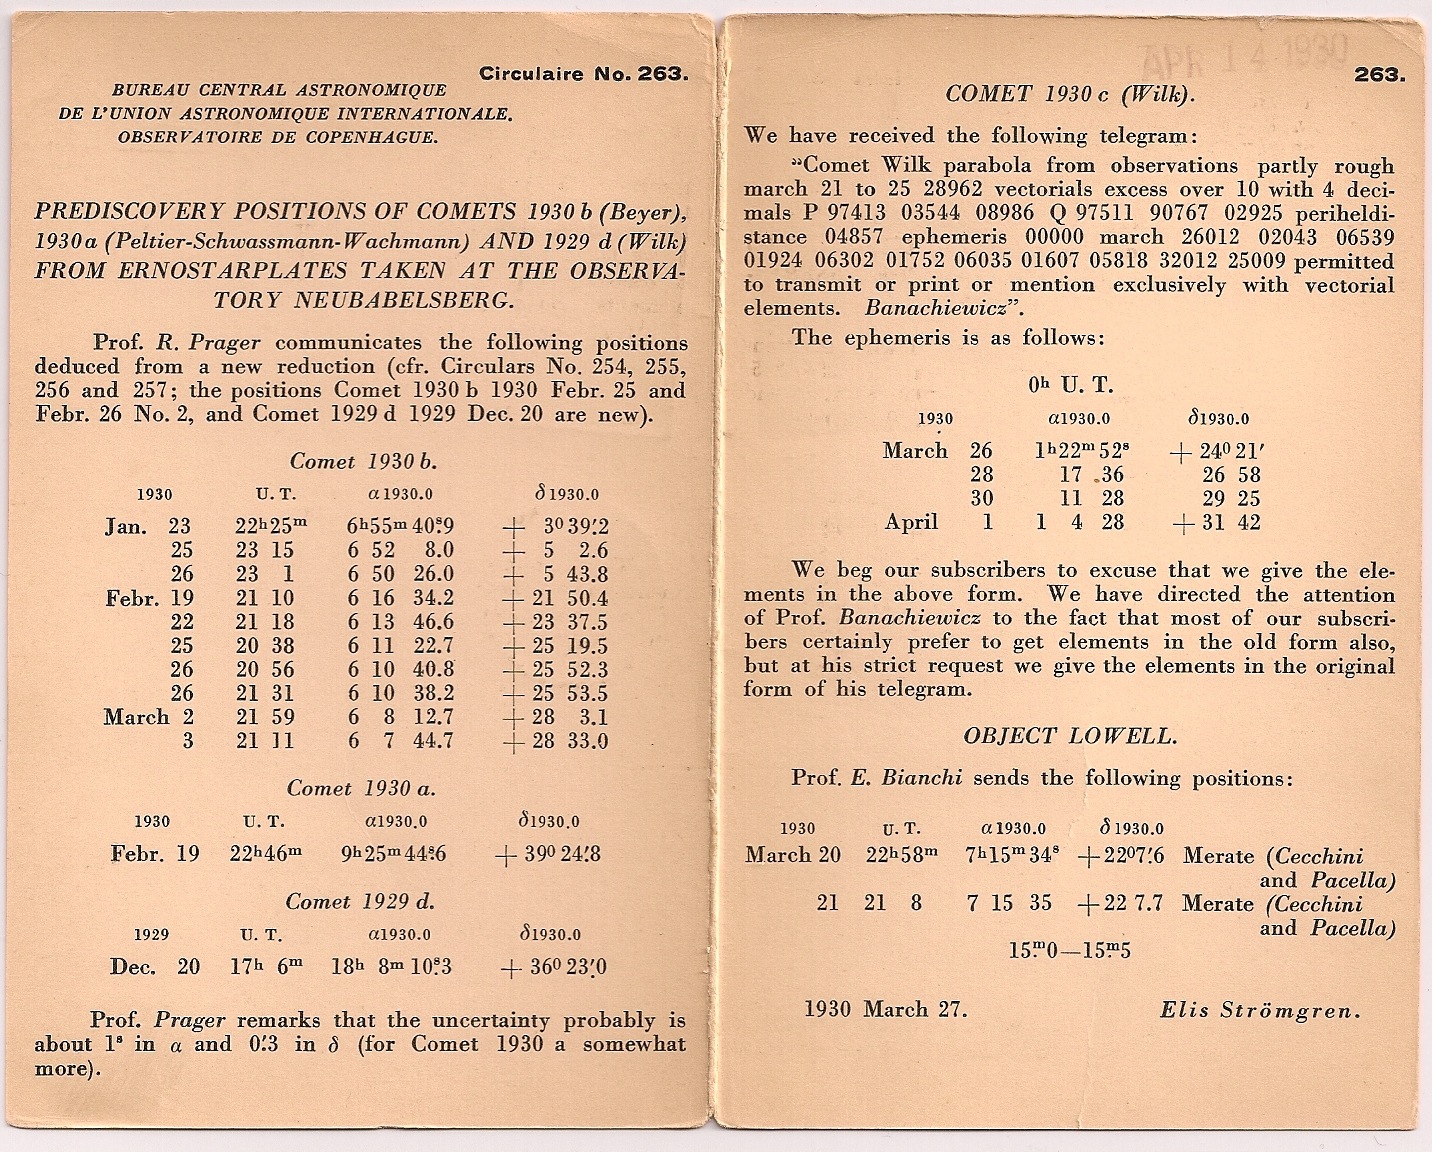 Circulaire No. 263.
BUREAU CENTRAL ASTRONOMIQUE
DE L'UNION ASTRONOMIQUE INTERNATIONALE.
OBSERVATOIRE DE COPENHAGUE.
PREDISCOVERY POSITIONS OF COMETS 1930 b (Beyer),
1930 a (Peltier-Schwassmann-Wachmann) AND 1929 d (Wilk)
FROM ERNOSTARPLATES TAKEN AT THE OBSERVA-
TORY NEUBABELSBERG.
Prof. R. Prager communicates the following positions
deduced from a new reduction (cfr. Circulars No. 254, 255,
256 and 257; the positions Comet 1930 b 1930 Febr. 25 and
Febr. 26 No. 2, and Comet 1929 d 1929 Dec. 20 are new).
Comet 1930 b.
1930 U. T. α1930.0 δ1930.0
Jan. 23 22ʰ25ᵐ 6ʰ55ᵐ40ˢ.9 + 3⁰39′.2
25 23 15 6 52 8.0 + 5 2.6
26 23 1 6 50 26.0 + 5 43.8
Febr. 19 21 10 6 16 34.2 + 21 50.4
22 21 18 6 13 46.6 + 23 37.5
25 20 38 6 11 22.7 + 25 19.5
26 20 56 6 10 40.8 + 25 52.3
26 21 31 6 10 38.2 + 25 53.5
March 2 21 59 6 8 12.7 + 28 3.1
3 21 11 6 7 44.7 + 28 33.0
Comet 1930 a.
1930 U. T. α1930.0 δ1930.0
Febr. 19 22ʰ46ᵐ 9ʰ25ᵐ44ˢ.6 + 39⁰24′.8
Comet 1929 d.
1929 U. T. α1930.0 δ1930.0
Dec. 20 17ʰ 6ᵐ 18ʰ 8ᵐ10ˢ.3 + 36⁰23′.0
Prof. Prager remarks that the uncertainty probably is
about 1ˢ in α and 0′.3 in δ (for Comet 1930 a somewhat
more).
APR 14 1930
263.
COMET 1930 c (Wilk).
We have received the following telegram:
"Comet Wilk parabola from observations partly rough
march 21 to 25 28962 vectorials excess over 10 with 4 deci-
mals P 97413 03544 08986 Q 97511 90767 02925 periheldi-
stance 04857 ephemeris 00000 march 26012 02043 06539
01924 06302 01752 06035 01607 05818 32012 25009 permitted
to transmit or print or mention exclusively with vectorial
elements. Banachiewicz".
The ephemeris is as follows:
0ʰ U. T.
1930 α1930.0 δ1930.0
March 26 1ʰ22ᵐ52ˢ + 24⁰21′
28 17 36 26 58
30 11 28 29 25
April 1 1 4 28 + 31 42
We beg our subscribers to excuse that we give the ele-
ments in the above form. We have directed the attention
of Prof. Banachiewicz to the fact that most of our subscri-
bers certainly prefer to get elements in the old form also,
but at his strict request we give the elements in the original
form of his telegram.
OBJECT LOWELL.
Prof. E. Bianchi sends the following positions:
1930 U. T. α1930.0 δ1930.0
March 20 22ʰ58ᵐ 7ʰ15ᵐ34ˢ +22⁰7′.6 Merate (Cecchini
and Pacella)
21 21 8 7 15 35 +22 7.7 Merate (Cecchini
and Pacella)
15ᵐ.0—15ᵐ.5
1930 March 27. Elis Strömgren.